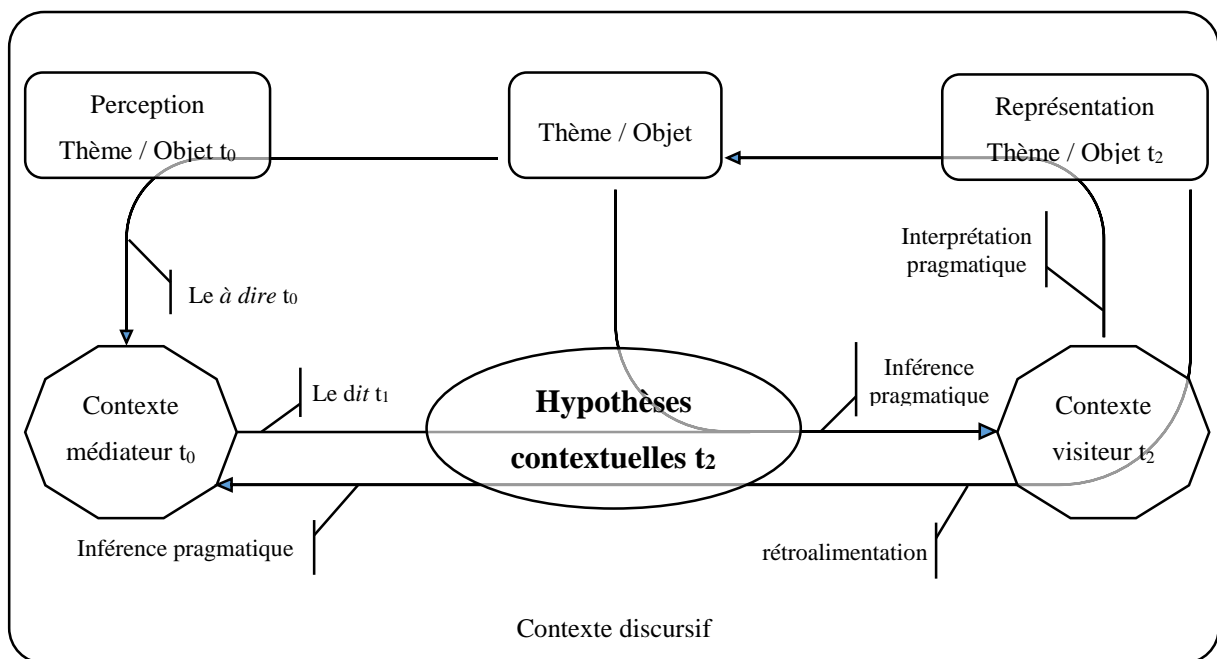 Perception
Thème / Objet t₀
Thème / Objet
Représentation
Thème / Objet t₂
Le à dire t₀
Interprétation
pragmatique
Contexte
médiateur t₀
Le dit t₁
Hypothèses
contextuelles t₂
Inférence
pragmatique
Contexte
visiteur t₂
Inférence pragmatique
rétroalimentation
Contexte discursif